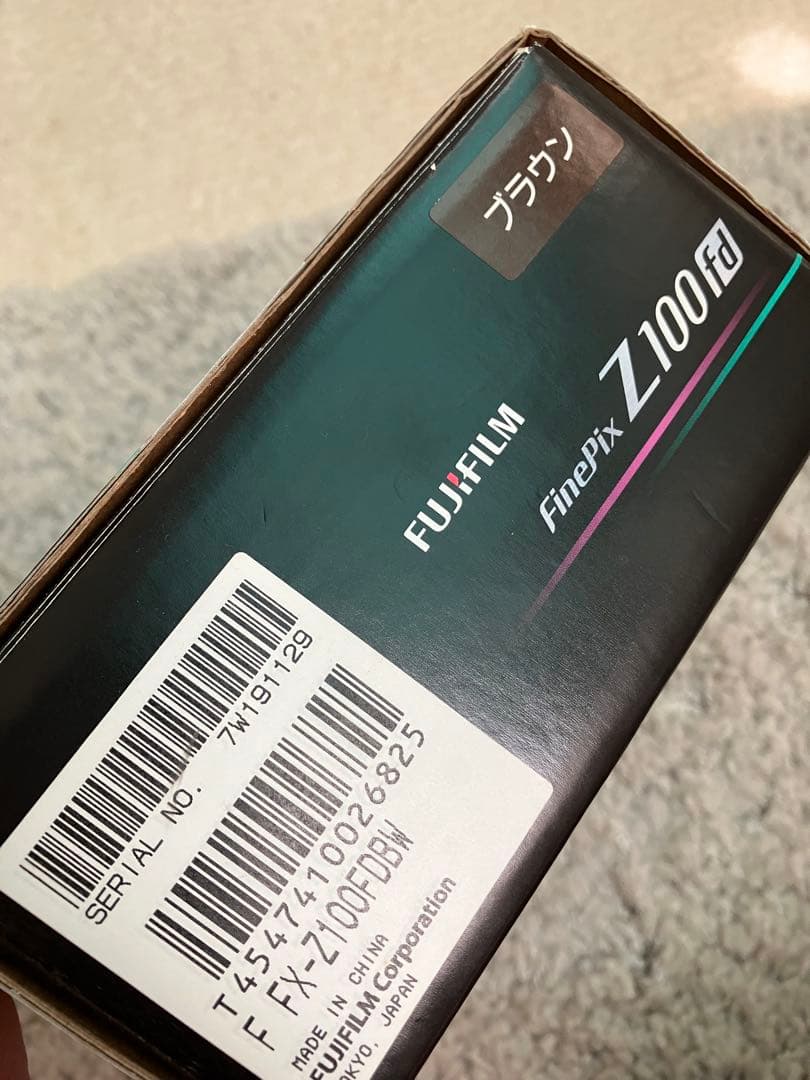 ブラウン
FUJIFILM
FinePix Z100fd
SERIAL NO. 7W191129
T4547410026825
F FX-Z100FDBW
MADE IN CHINA
FUJIFILM Corporation
TOKYO, JAPAN